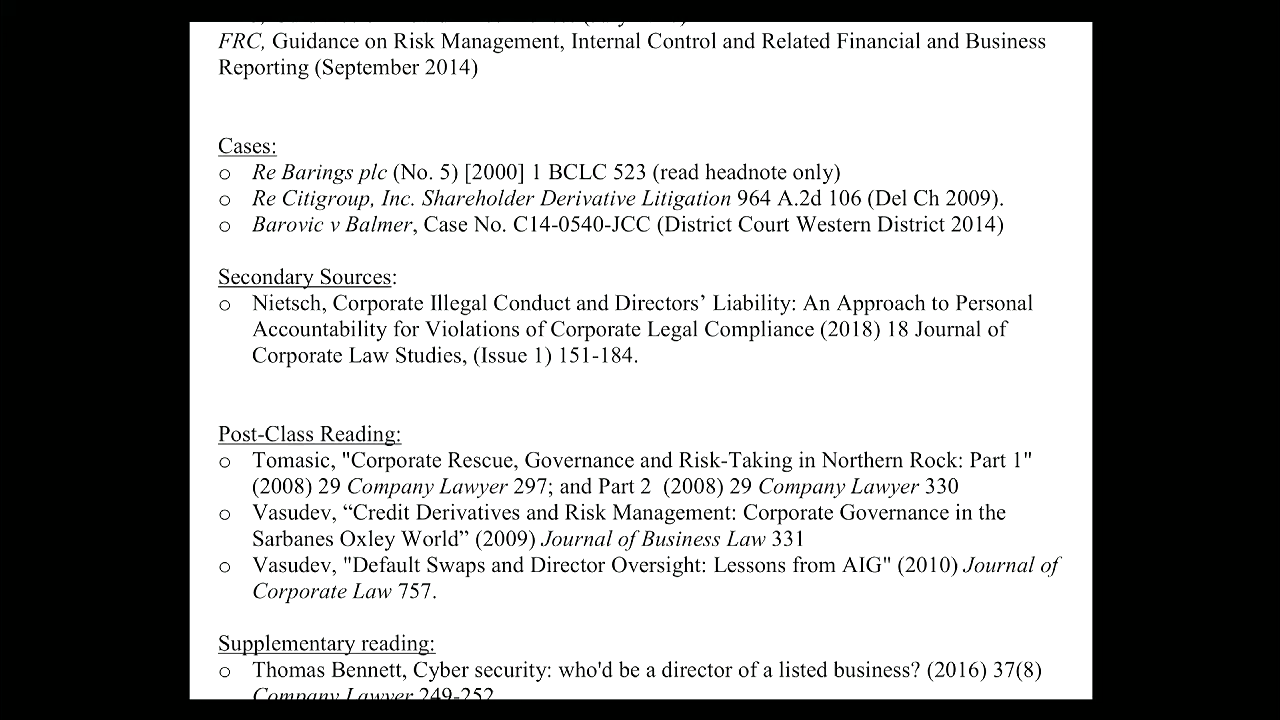 FRC, Guidance on Risk Management, Internal Control and Related Financial and Business
Reporting (September 2014)
Cases:
o Re Barings plc (No. 5) [2000] 1 BCLC 523 (read headnote only)
o Re Citigroup, Inc. Shareholder Derivative Litigation 964 A.2d 106 (Del Ch 2009).
o Barovic v Balmer, Case No. C14-0540-JCC (District Court Western District 2014)
Secondary Sources:
o Nietsch, Corporate Illegal Conduct and Directors’ Liability: An Approach to Personal
Accountability for Violations of Corporate Legal Compliance (2018) 18 Journal of
Corporate Law Studies, (Issue 1) 151-184.
Post-Class Reading:
o Tomasic, "Corporate Rescue, Governance and Risk-Taking in Northern Rock: Part 1"
(2008) 29 Company Lawyer 297; and Part 2 (2008) 29 Company Lawyer 330
o Vasudev, “Credit Derivatives and Risk Management: Corporate Governance in the
Sarbanes Oxley World” (2009) Journal of Business Law 331
o Vasudev, "Default Swaps and Director Oversight: Lessons from AIG" (2010) Journal of
Corporate Law 757.
Supplementary reading:
o Thomas Bennett, Cyber security: who'd be a director of a listed business? (2016) 37(8)
Company Lawyer 249-252